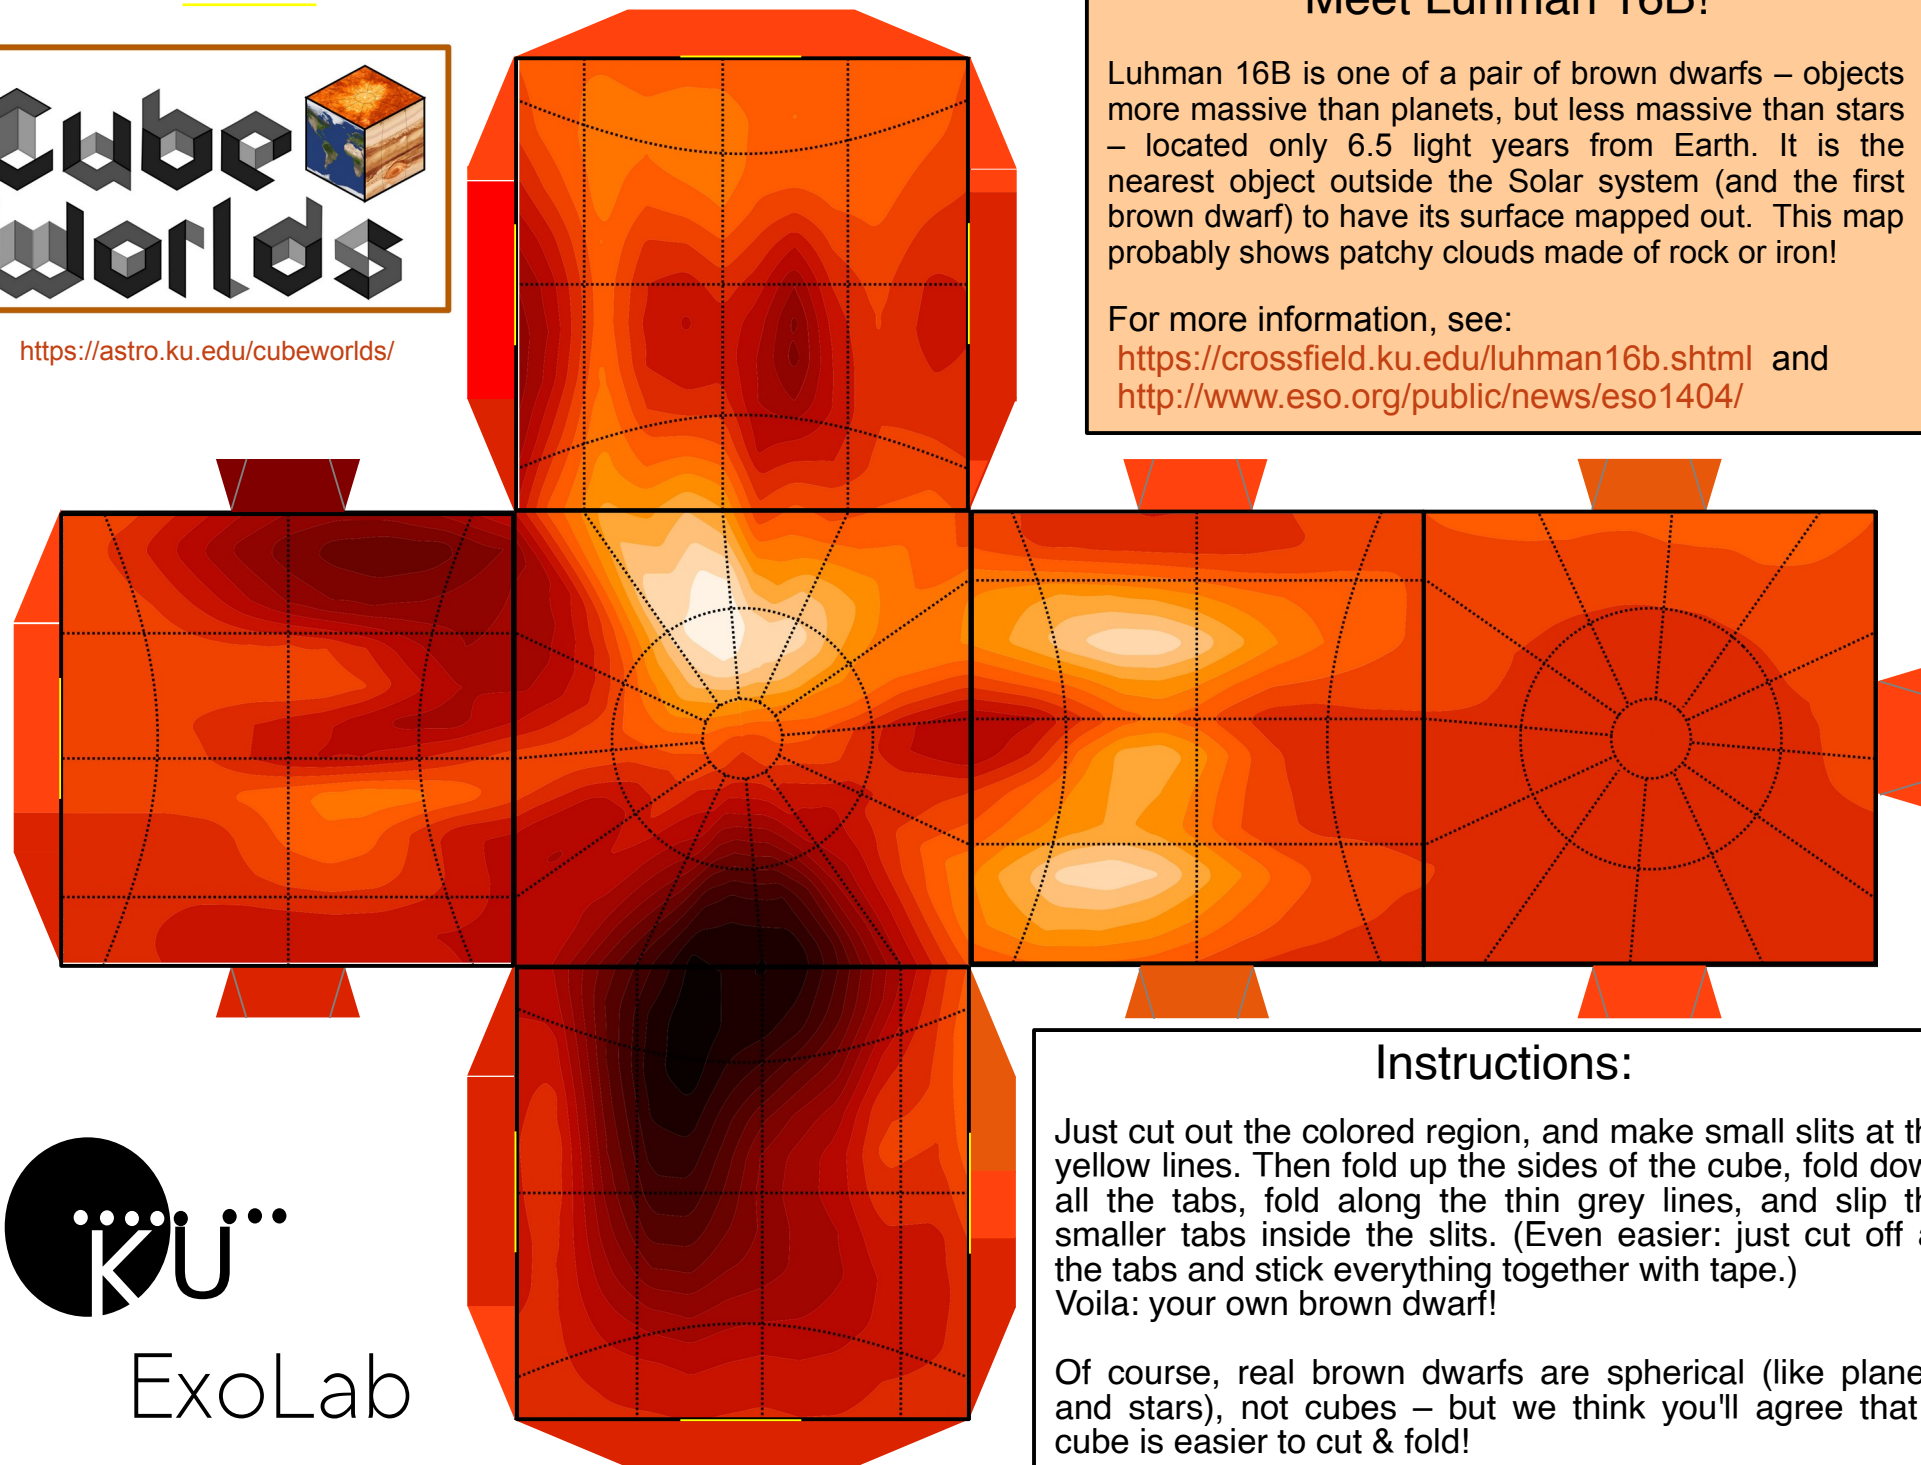 Cube
Worlds
https://astro.ku.edu/cubeworlds/
Meet Luhman 16B!
Luhman 16B is one of a pair of brown dwarfs – objects
more massive than planets, but less massive than stars
– located only 6.5 light years from Earth. It is the
nearest object outside the Solar system (and the first
brown dwarf) to have its surface mapped out.  This map
probably shows patchy clouds made of rock or iron!
For more information, see:
https://crossfield.ku.edu/luhman16b.shtml  and
http://www.eso.org/public/news/eso1404/
KU
ExoLab
Instructions:
Just cut out the colored region, and make small slits at th
yellow lines. Then fold up the sides of the cube, fold dow
all the tabs, fold along the thin grey lines, and slip th
smaller tabs inside the slits. (Even easier: just cut off a
the tabs and stick everything together with tape.)
Voila: your own brown dwarf!
Of course, real brown dwarfs are spherical (like plane
and stars), not cubes – but we think you'll agree that
cube is easier to cut & fold!